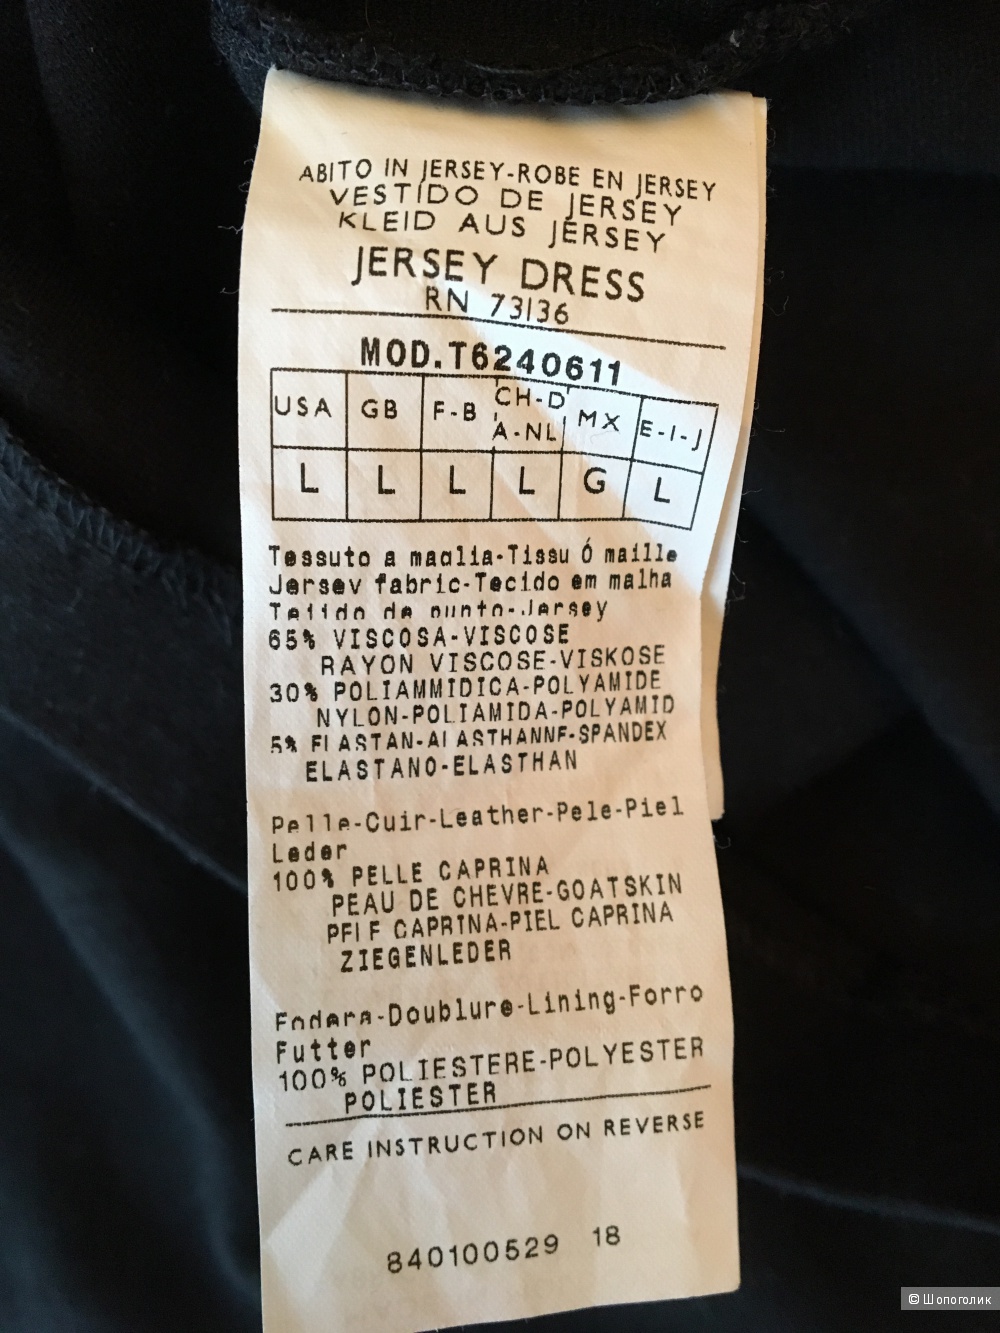 ABITO IN JERSEY-ROBE EN JERSEY
VESTIDO DE JERSEY
KLEID AUS JERSEY
JERSEY DRESS
RN 73136
MOD.T6240611
USA GB F-B CH-D A-NL MX E-I-J
L L L L G L
Tessuto a maglia-Tissu Ó maille
Jersey fabric-Tecido em malha
Tejido de punto-Jersey
65% VISCOSA-VISCOSE
RAYON VISCOSE-VISKOSE
30% POLIAMMIDICA-POLYAMIDE
NYLON-POLIAMIDA-POLYAMID
5% ELASTAN-ALASTHANNE-SPANDEX
ELASTANO-ELASTHAN
Pelle-Cuir-Leather-Pele-Piel
Leder
100% PELLE CAPRINA
PEAU DE CHEVRE-GOATSKIN
PELE CAPRINA-PIEL CAPRINA
ZIEGENLEDER
Fodera-Doublure-Lining-Forro
Futter
100% POLIESTERE-POLYESTER
POLIESTER
CARE INSTRUCTION ON REVERSE
840100529 18
© Шопоголик